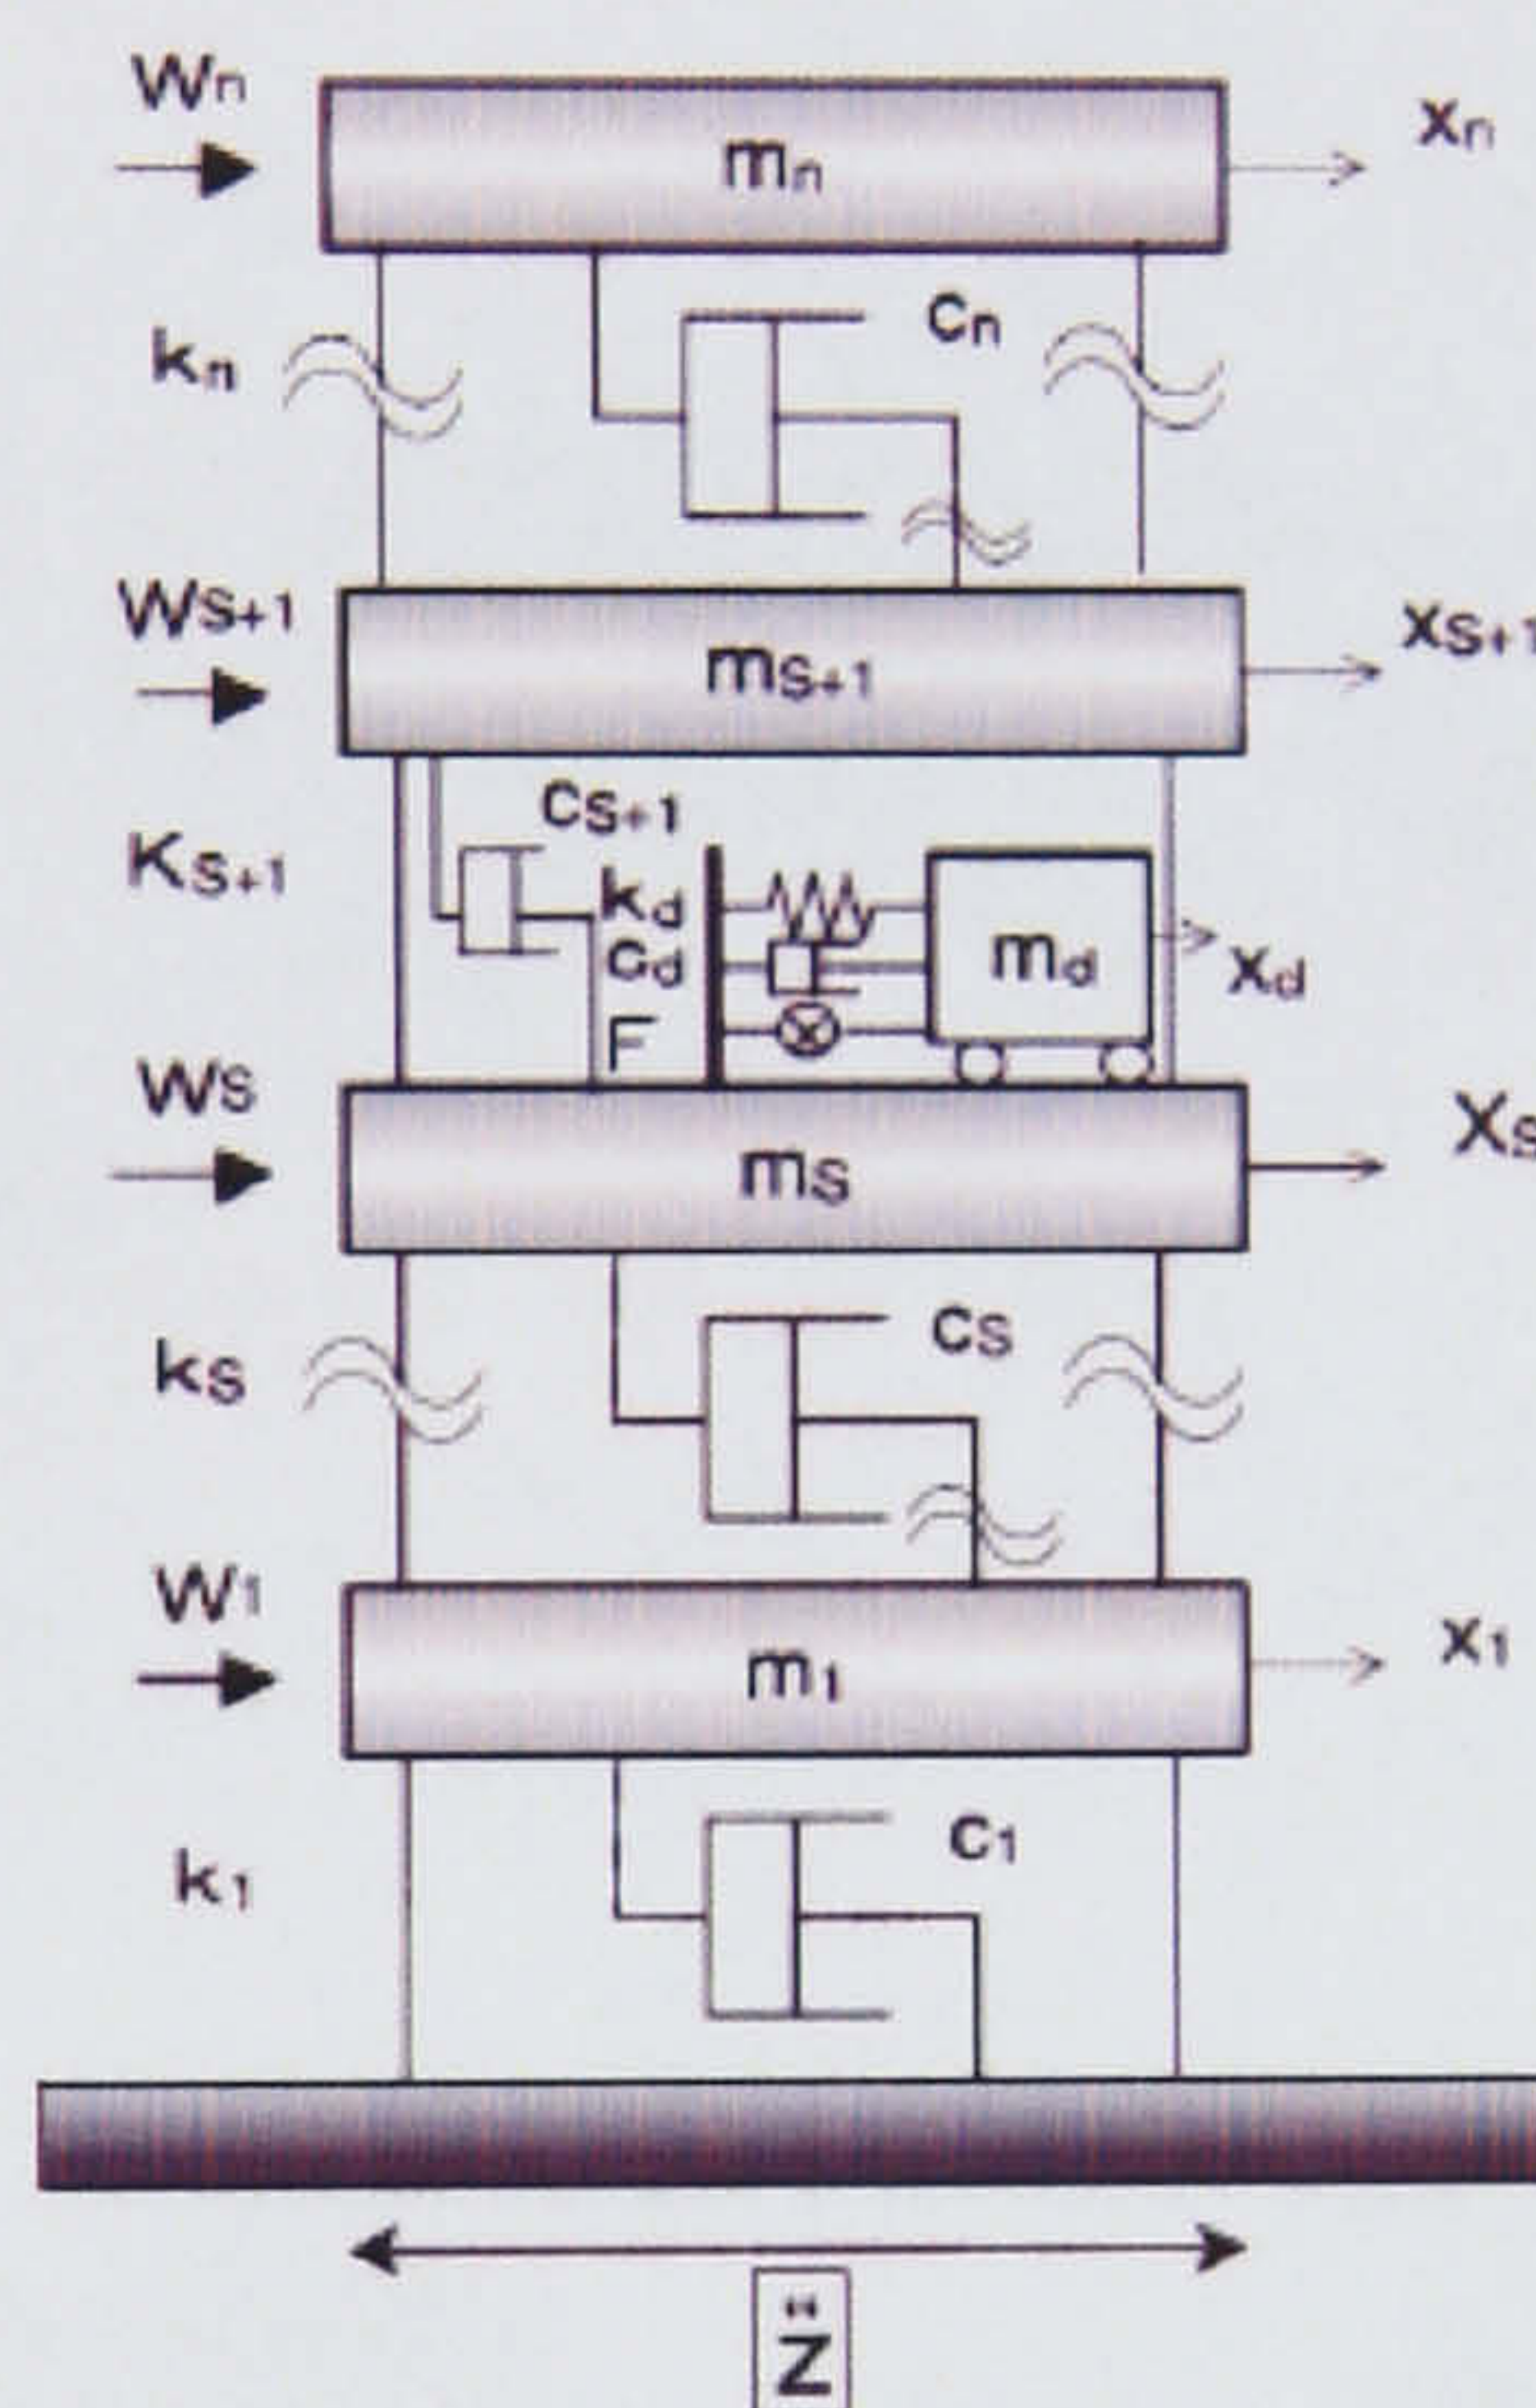 Wn
mn
xn
kn
cn
WS+1
mS+1
xS+1
KS+1
cS+1
kd
cd
F
md
xd
WS
mS
XS
kS
cS
W1
m1
x1
k1
c1
z̈